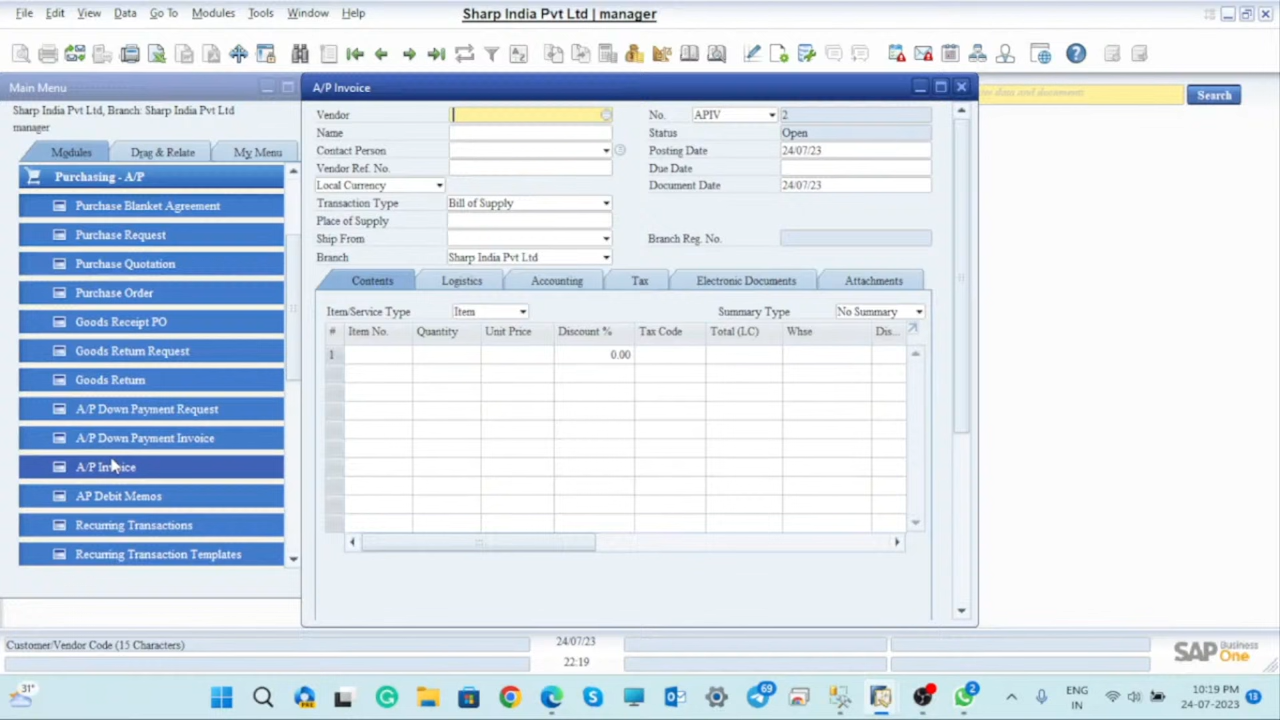 File Edit View Data Go To Modules Tools Window Help
Sharp India Pvt Ltd | manager
Main Menu
Sharp India Pvt Ltd, Branch: Sharp India Pvt Ltd
manager
Modules Drag & Relate My Menu
Purchasing - A/P
Purchase Blanket Agreement
Purchase Request
Purchase Quotation
Purchase Order
Goods Receipt PO
Goods Return Request
Goods Return
A/P Down Payment Request
A/P Down Payment Invoice
A/P Invoice
AP Debit Memos
Recurring Transactions
Recurring Transaction Templates
A/P Invoice
Vendor
Name
Contact Person
Vendor Ref. No.
Local Currency
Transaction Type Bill of Supply
Place of Supply
Ship From
Branch Sharp India Pvt Ltd
No. APIV 2
Status Open
Posting Date 24/07/23
Due Date
Document Date 24/07/23
Branch Reg. No.
Contents Logistics Accounting Tax Electronic Documents Attachments
Item/Service Type Item Summary Type No Summary
# Item No. Quantity Unit Price Discount % Tax Code Total (LC) Whse Dis...
1 0.00
data and documents Search
Customer/Vendor Code (15 Characters)
24/07/23
22:19
SAP Business One
31°
69
2
ENG
IN
10:19 PM
24-07-2023